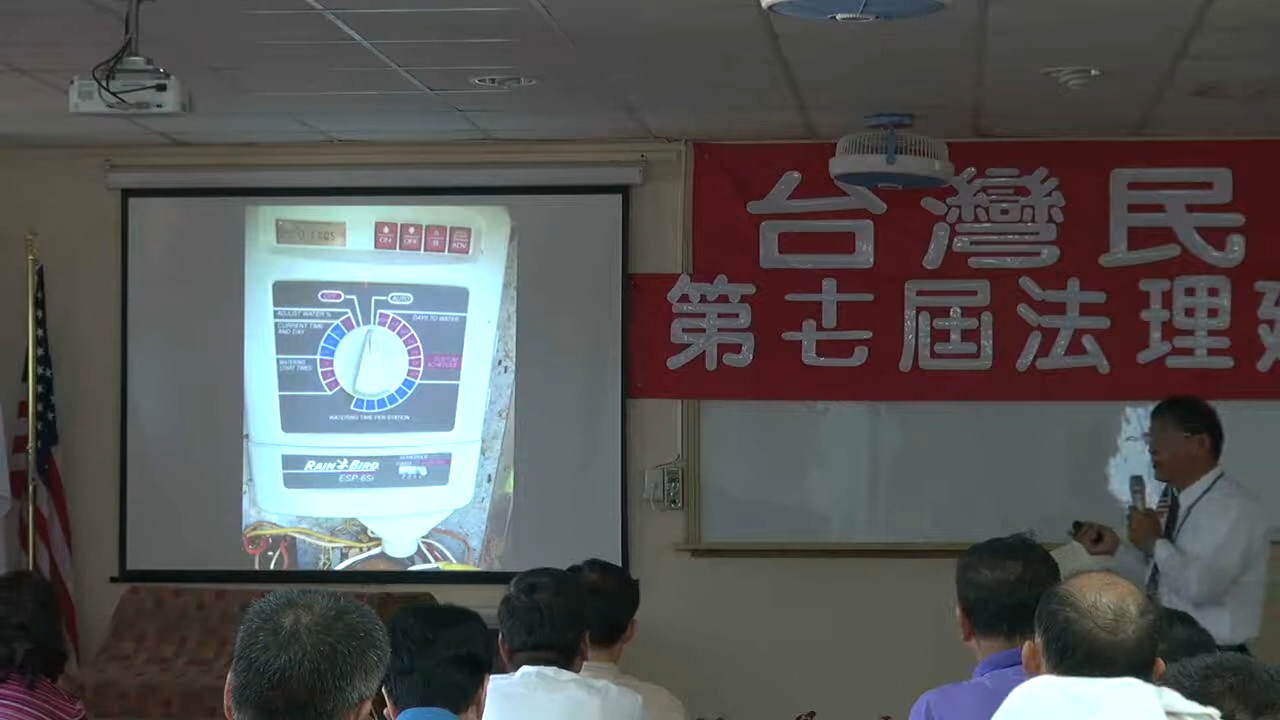 台灣民
第七屆法理
ON
OFF
ADV
OFF
AUTO
ADJUST WATER %
DAYS TO WATER
CURRENT TIME
AND DAY
CUSTOM
SCHEDULE
WATERING
START TIMES
WATERING TIME PER STATION
RAIN BIRD
ESP-6Si